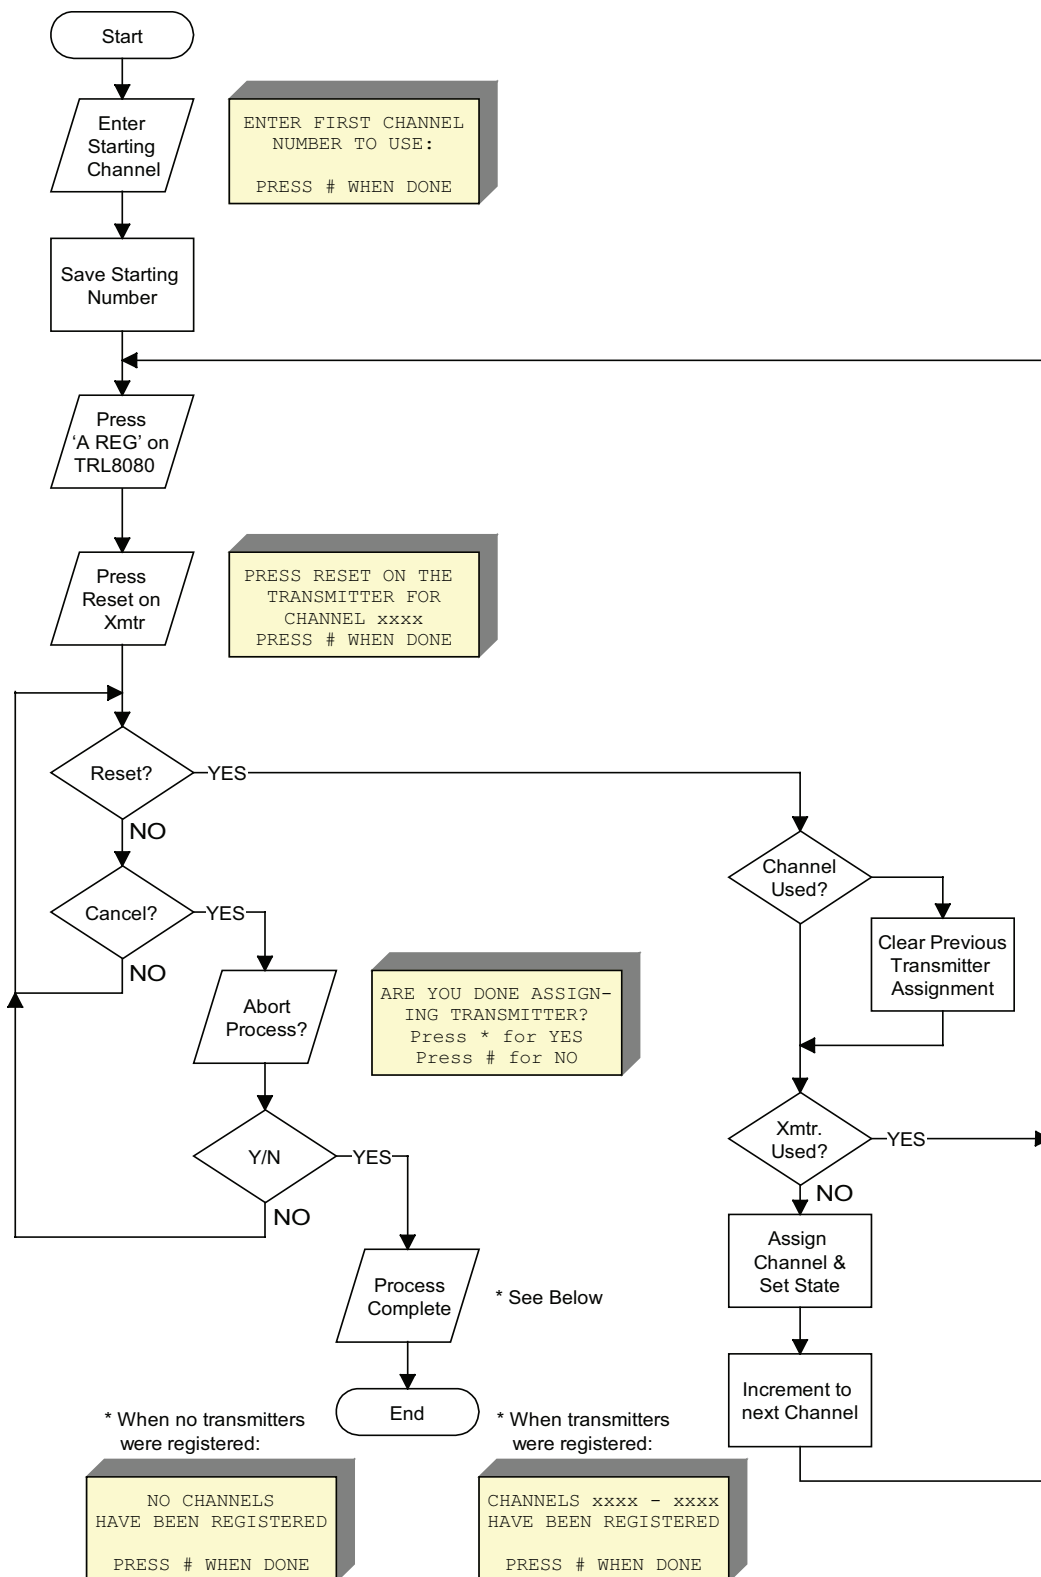 Start
Enter
Starting
Channel
ENTER FIRST CHANNEL
NUMBER TO USE:
PRESS # WHEN DONE
Save Starting
Number
Press
‘A REG’ on
TRL8080
Press
Reset on
Xmtr
PRESS RESET ON THE
TRANSMITTER FOR
CHANNEL xxxx
PRESS # WHEN DONE
Reset?
YES
NO
Channel
Used?
Cancel?
YES
NO
Clear Previous
Transmitter
Assignment
Abort
Process?
ARE YOU DONE ASSIGN-
ING TRANSMITTER?
Press * for YES
Press # for NO
Y/N
YES
NO
Xmtr.
Used?
YES
NO
Assign
Channel &
Set State
Process
Complete
* See Below
Increment to
next Channel
End
* When no transmitters
were registered:
* When transmitters
were registered:
NO CHANNELS
HAVE BEEN REGISTERED
PRESS # WHEN DONE
CHANNELS xxxx - xxxx
HAVE BEEN REGISTERED
PRESS # WHEN DONE